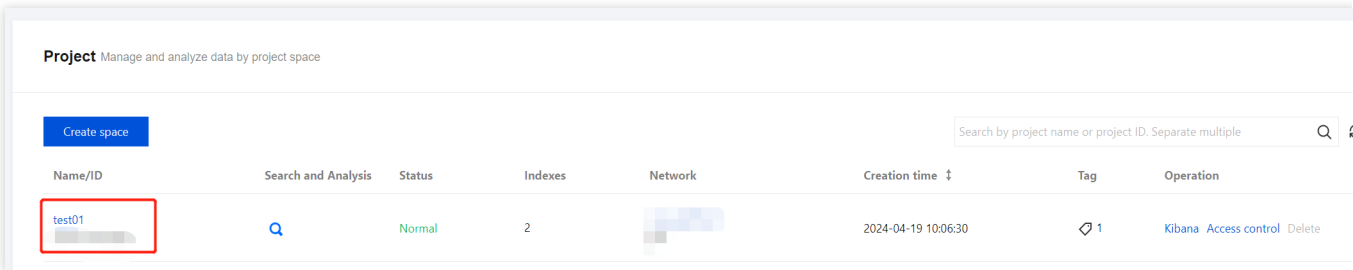 Project Manage and analyze data by project space
Create space
Search by project name or project ID. Separate multiple
Name/ID Search and Analysis Status Indexes Network Creation time Tag Operation
test01
Normal 2 2024-04-19 10:06:30 1 Kibana Access control Delete